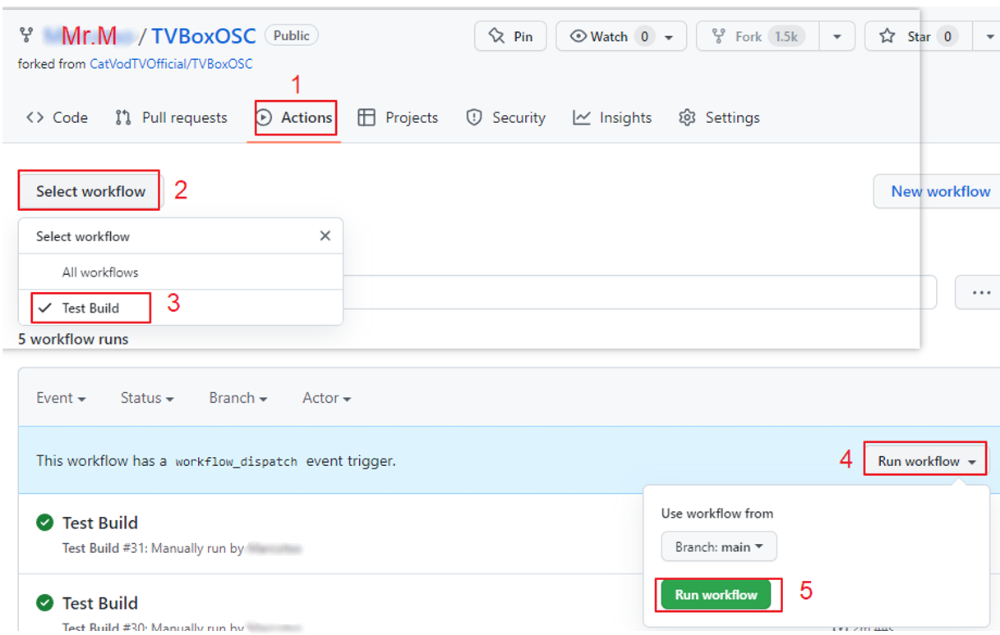 Mr.M / TVBoxOSC Public Pin Watch 0 Fork 1.5k Star 0
forked from CatVodTVOfficial/TVBoxOSC
1
Code Pull requests Actions Projects Security Insights Settings
Select workflow 2 New workflow
Select workflow
All workflows
Test Build 3
5 workflow runs
Event Status Branch Actor
This workflow has a workflow_dispatch event trigger. 4 Run workflow
Use workflow from
Test Build
Test Build #31: Manually run by
Branch: main
Run workflow 5
Test Build
Test Build #30: Manually run by
2m 44s